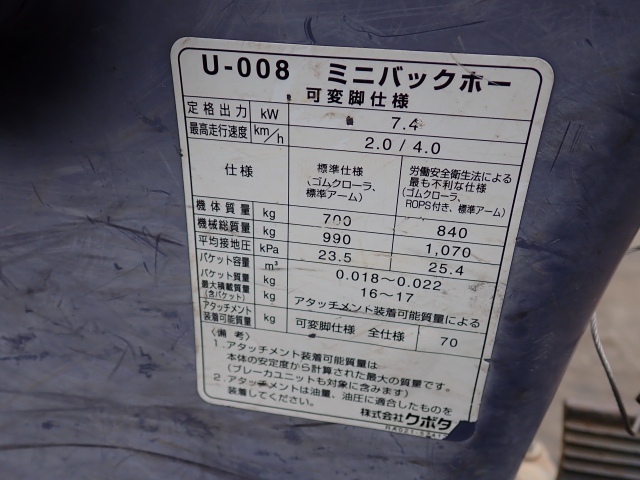 U-008 ミニバックホー
可変脚仕様
定格出力 kW 7.4
最高走行速度 km/h 2.0 / 4.0
仕様 標準仕様 (ゴムクローラ、標準アーム) 労働安全衛生法による最も不利な仕様 (ゴムクローラ、ROPS付き、標準アーム)
機体質量 kg 700 840
機械総質量 kg 990 1,070
平均接地圧 kPa 23.5 25.4
バケット容量 m³ 0.018～0.022
バケット質量 kg 16～17
最大積載質量 (含バケット) kg アタッチメント装着可能質量による
アタッチメント装着可能質量 kg 可変脚仕様 全仕様 70
〈備考〉
1.アタッチメント装着可能質量は
本体の安定度から計算された最大の質量です。
(ブレーカユニットも対象に含みます)
2.アタッチメントは油量、油圧に適合したものを
装着してください。
株式会社クボタ